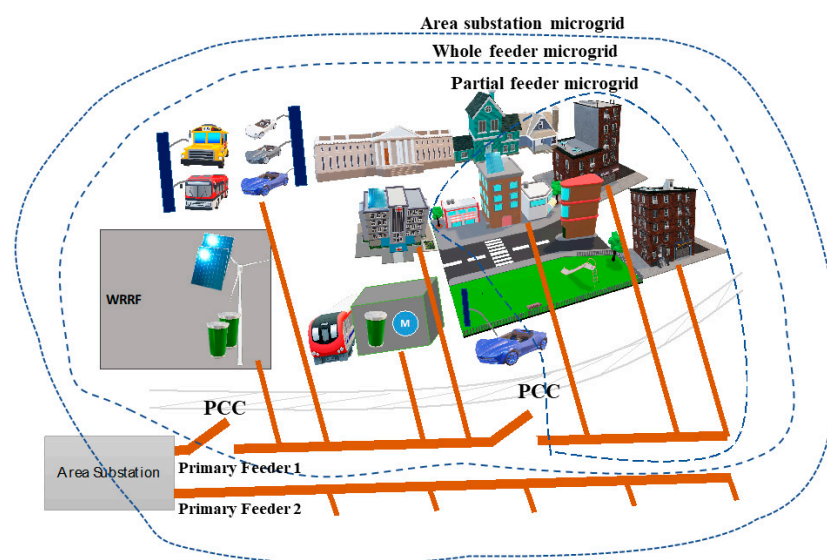 Area substation microgrid
Whole feeder microgrid
Partial feeder microgrid
WRRF
M
PCC
PCC
Area Substation
Primary Feeder 1
Primary Feeder 2